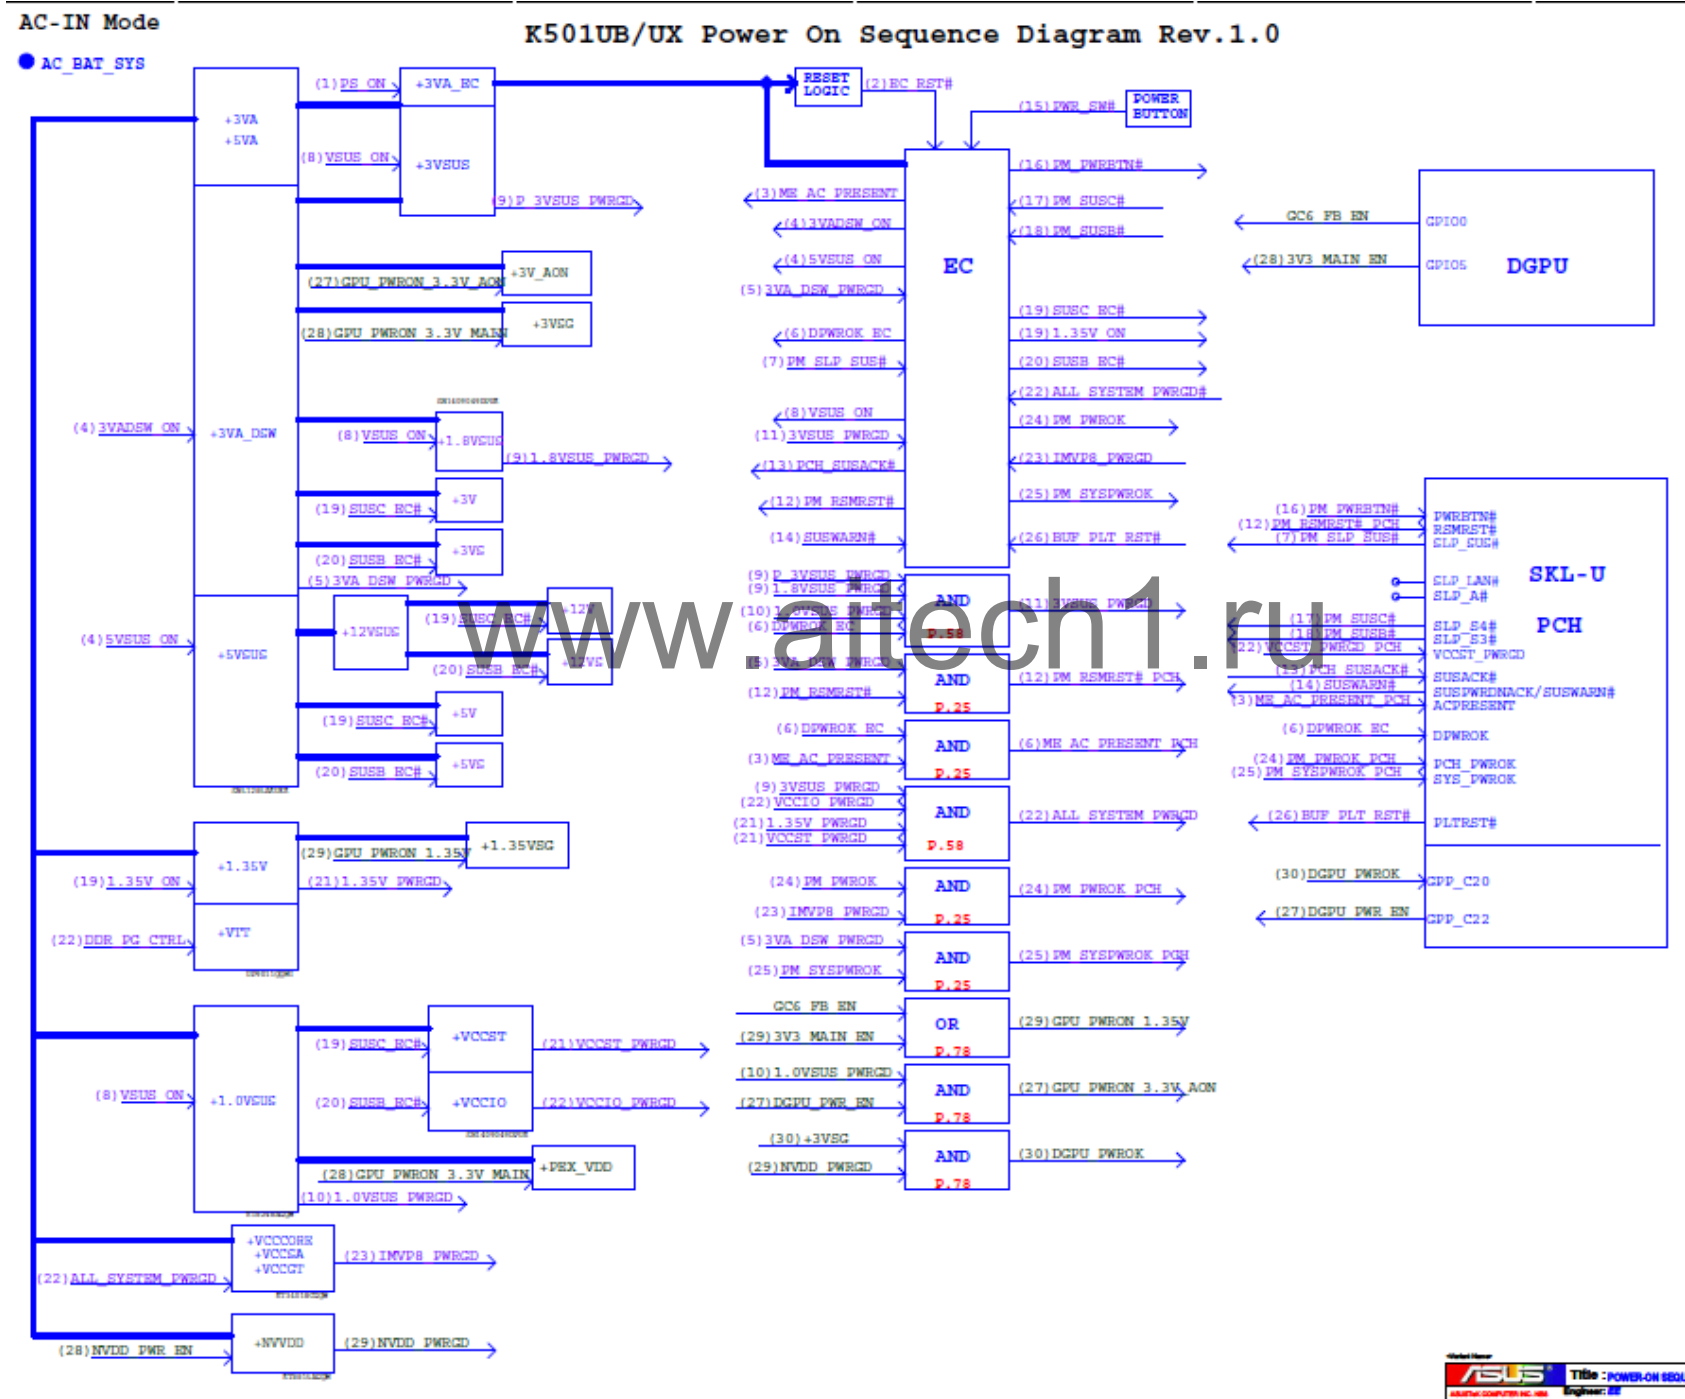 AC-IN Mode
K501UB/UX Power On Sequence Diagram Rev.1.0
AC_BAT_SYS
+3VA
+5VA
(1)PS_ON
+3VA_EC
(8)VSUS_ON
+3VSUS
(9)P_3VSUS_PWRGD
RESET
LOGIC
(2)EC_RST#
(15)PWR_SW#
POWER
BUTTON
(27)GPU_PWRON_3.3V_AON
+3V_AON
(28)GPU_PWRON_3.3V_MAIN
+3VSG
(4)3VADSW_ON
+3VA_DSW
(8)VSUS_ON
+1.8VSUS
(9)1.8VSUS_PWRGD
(19)SUSC_EC#
+3V
(20)SUSB_EC#
+3VS
(5)3VA_DSW_PWRGD
(4)5VSUS_ON
+5VSUS
+12VSUS
(19)SUSC_EC#
+12V
(20)SUSB_EC#
+12VS
(19)SUSC_EC#
+5V
(20)SUSB_EC#
+5VS
+1.35V
(29)GPU_PWRON_1.35V
+1.35VSG
(19)1.35V_ON
(21)1.35V_PWRGD
(22)DDR_PG_CTRL
+VTT
(8)VSUS_ON
+1.0VSUS
(19)SUSC_EC#
+VCCST
(21)VCCST_PWRGD
(20)SUSB_EC#
+VCCIO
(22)VCCIO_PWRGD
(28)GPU_PWRON_3.3V_MAIN
+PEX_VDD
(10)1.0VSUS_PWRGD
+VCCCORE
+VCCSA
+VCCGT
(22)ALL_SYSTEM_PWRGD
(23)IMVP8_PWRGD
(28)NVDD_PWR_EN
+NVVDD
(29)NVDD_PWRGD
EC
(3)ME_AC_PRESENT
(4)3VADSW_ON
(4)5VSUS_ON
(5)3VA_DSW_PWRGD
(6)DPWROK_EC
(7)PM_SLP_SUS#
(8)VSUS_ON
(11)3VSUS_PWRGD
(13)PCH_SUSACK#
(12)PM_RSMRST#
(14)SUSWARN#
(16)PM_PWRBTN#
(17)PM_SUSC#
(18)PM_SUSB#
(19)SUSC_EC#
(19)1.35V_ON
(20)SUSB_EC#
(22)ALL_SYSTEM_PWRGD#
(24)PM_PWROK
(23)IMVP8_PWRGD
(25)PM_SYSPWROK
(26)BUF_PLT_RST#
(9)P_3VSUS_PWRGD
(9)1.8VSUS_PWRGD
(10)1.0VSUS_PWRGD
(6)DPWROK_EC
AND
P.58
(11)3VSUS_PWRGD
(5)3VA_DSW_PWRGD
(12)PM_RSMRST#
AND
P.25
(12)PM_RSMRST#_PCH
(6)DPWROK_EC
(3)ME_AC_PRESENT
AND
P.25
(6)ME_AC_PRESENT_PCH
(9)3VSUS_PWRGD
(22)VCCIO_PWRGD
(21)1.35V_PWRGD
(21)VCCST_PWRGD
AND
P.58
(22)ALL_SYSTEM_PWRGD
(24)PM_PWROK
(23)IMVP8_PWRGD
AND
P.25
(24)PM_PWROK_PCH
(5)3VA_DSW_PWRGD
(25)PM_SYSPWROK
AND
P.25
(25)PM_SYSPWROK_PCH
GC6_FB_EN
(29)3V3_MAIN_EN
OR
P.78
(29)GPU_PWRON_1.35V
(10)1.0VSUS_PWRGD
(27)DGPU_PWR_EN
AND
P.78
(27)GPU_PWRON_3.3V_AON
(30)+3VSG
(29)NVDD_PWRGD
AND
P.78
(30)DGPU_PWROK
GC6_FB_EN
GPIO0
(28)3V3_MAIN_EN
GPIO5
DGPU
SKL-U
PCH
(16)PM_PWRBTN#
PWRBTN#
(12)PM_RSMRST#_PCH
RSMRST#
(7)PM_SLP_SUS#
SLP_SUS#
SLP_LAN#
SLP_A#
(17)PM_SUSC#
SLP_S4#
(18)PM_SUSB#
SLP_S3#
(22)VCCST_PWRGD_PCH
VCCST_PWRGD
(13)PCH_SUSACK#
SUSACK#
(14)SUSWARN#
SUSPWRDNACK/SUSWARN#
(3)ME_AC_PRESENT_PCH
ACPRESENT
(6)DPWROK_EC
DPWROK
(24)PM_PWROK_PCH
PCH_PWROK
(25)PM_SYSPWROK_PCH
SYS_PWROK
(26)BUF_PLT_RST#
PLTRST#
(30)DGPU_PWROK
GPP_C20
(27)DGPU_PWR_EN
GPP_C22
www.aitech1.ru
<Variant Name>
ASUS
Title : POWER-ON SEQU
ASUSTeK COMPUTER INC.
Engineer: EE